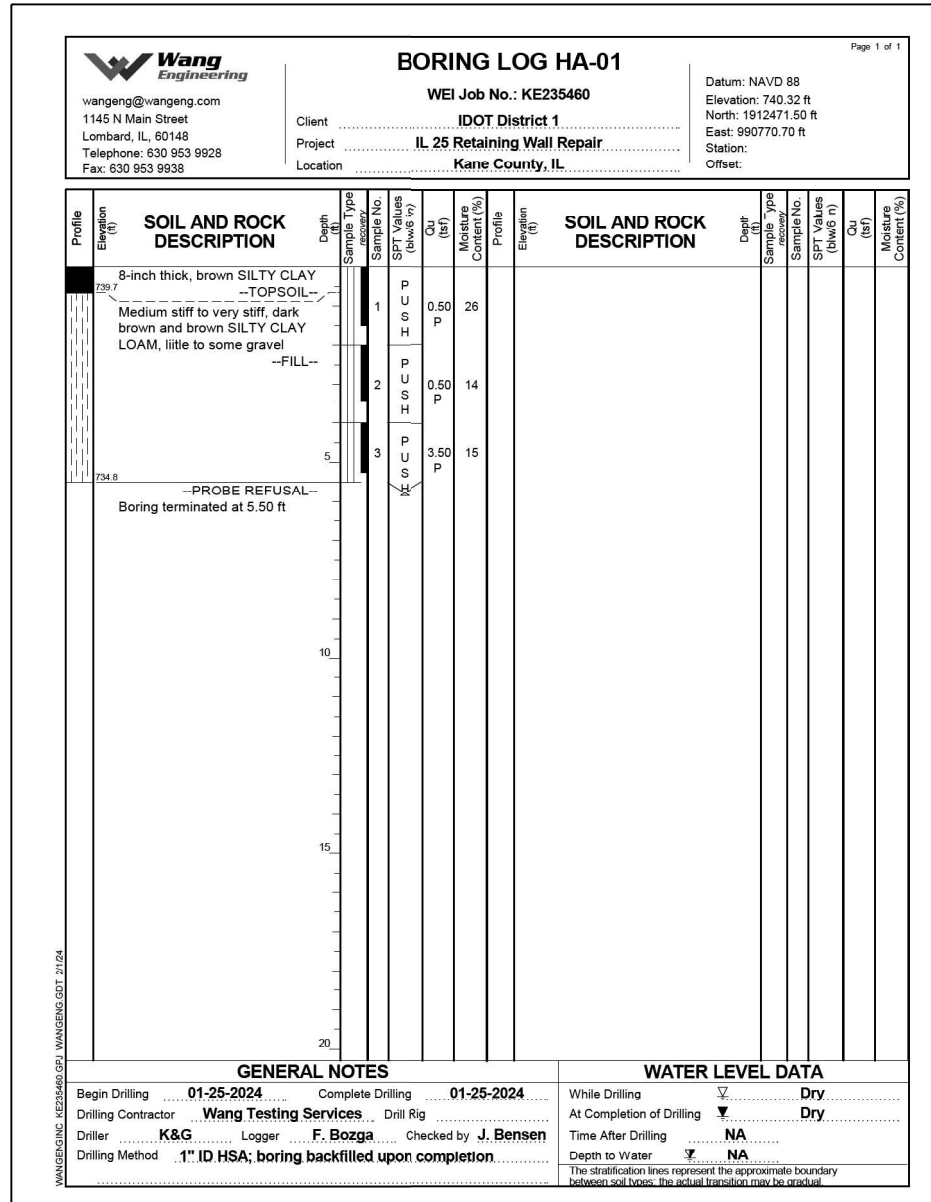 Page 1 of 1
Wang
Engineering
wangeng@wangeng.com
1145 N Main Street
Lombard, IL, 60148
Telephone: 630 953 9928
Fax: 630 953 9938
BORING LOG HA-01
WEI Job No.: KE235460
Client IDOT District 1
Project IL 25 Retaining Wall Repair
Location Kane County, IL
Datum: NAVD 88
Elevation: 740.32 ft
North: 1912471.50 ft
East: 990770.70 ft
Station:
Offset:
Profile Elevation (ft) SOIL AND ROCK DESCRIPTION Depth (ft) Sample Type recovery Sample No. SPT Values (blw/6 in) Qu (tsf) Moisture Content (%) Profile Elevation (ft) SOIL AND ROCK DESCRIPTION Depth (ft) Sample Type recovery Sample No. SPT Values (blw/6 in) Qu (tsf) Moisture Content (%)
8-inch thick, brown SILTY CLAY
739.7 --TOPSOIL--
Medium stiff to very stiff, dark
brown and brown SILTY CLAY
LOAM, liitle to some gravel
--FILL--
1 PUSH 0.50 P 26
2 PUSH 0.50 P 14
5 3 PUSH 3.50 P 15
734.8
--PROBE REFUSAL--
Boring terminated at 5.50 ft
10
15
20
WANGENGINC KE235460.GPJ WANGENG.GDT 2/1/24
GENERAL NOTES
Begin Drilling 01-25-2024 Complete Drilling 01-25-2024
Drilling Contractor Wang Testing Services Drill Rig
Driller K&G Logger F. Bozga Checked by J. Bensen
Drilling Method 1" ID HSA; boring backfilled upon completion
WATER LEVEL DATA
While Drilling Dry
At Completion of Drilling Dry
Time After Drilling NA
Depth to Water NA
The stratification lines represent the approximate boundary
between soil types; the actual transition may be gradual.